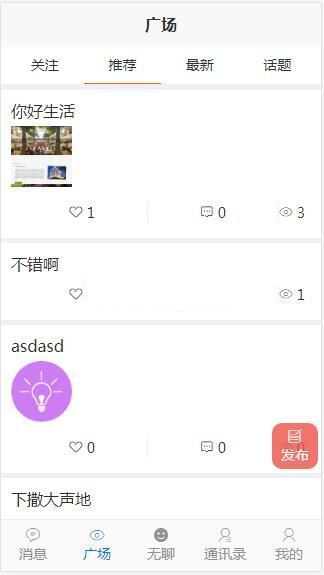 广场
关注 推荐 最新 话题
你好生活
1 0 3
不错啊
1
asdasd
0 0
发布
下撒大声地
消息 广场 无聊 通讯录 我的